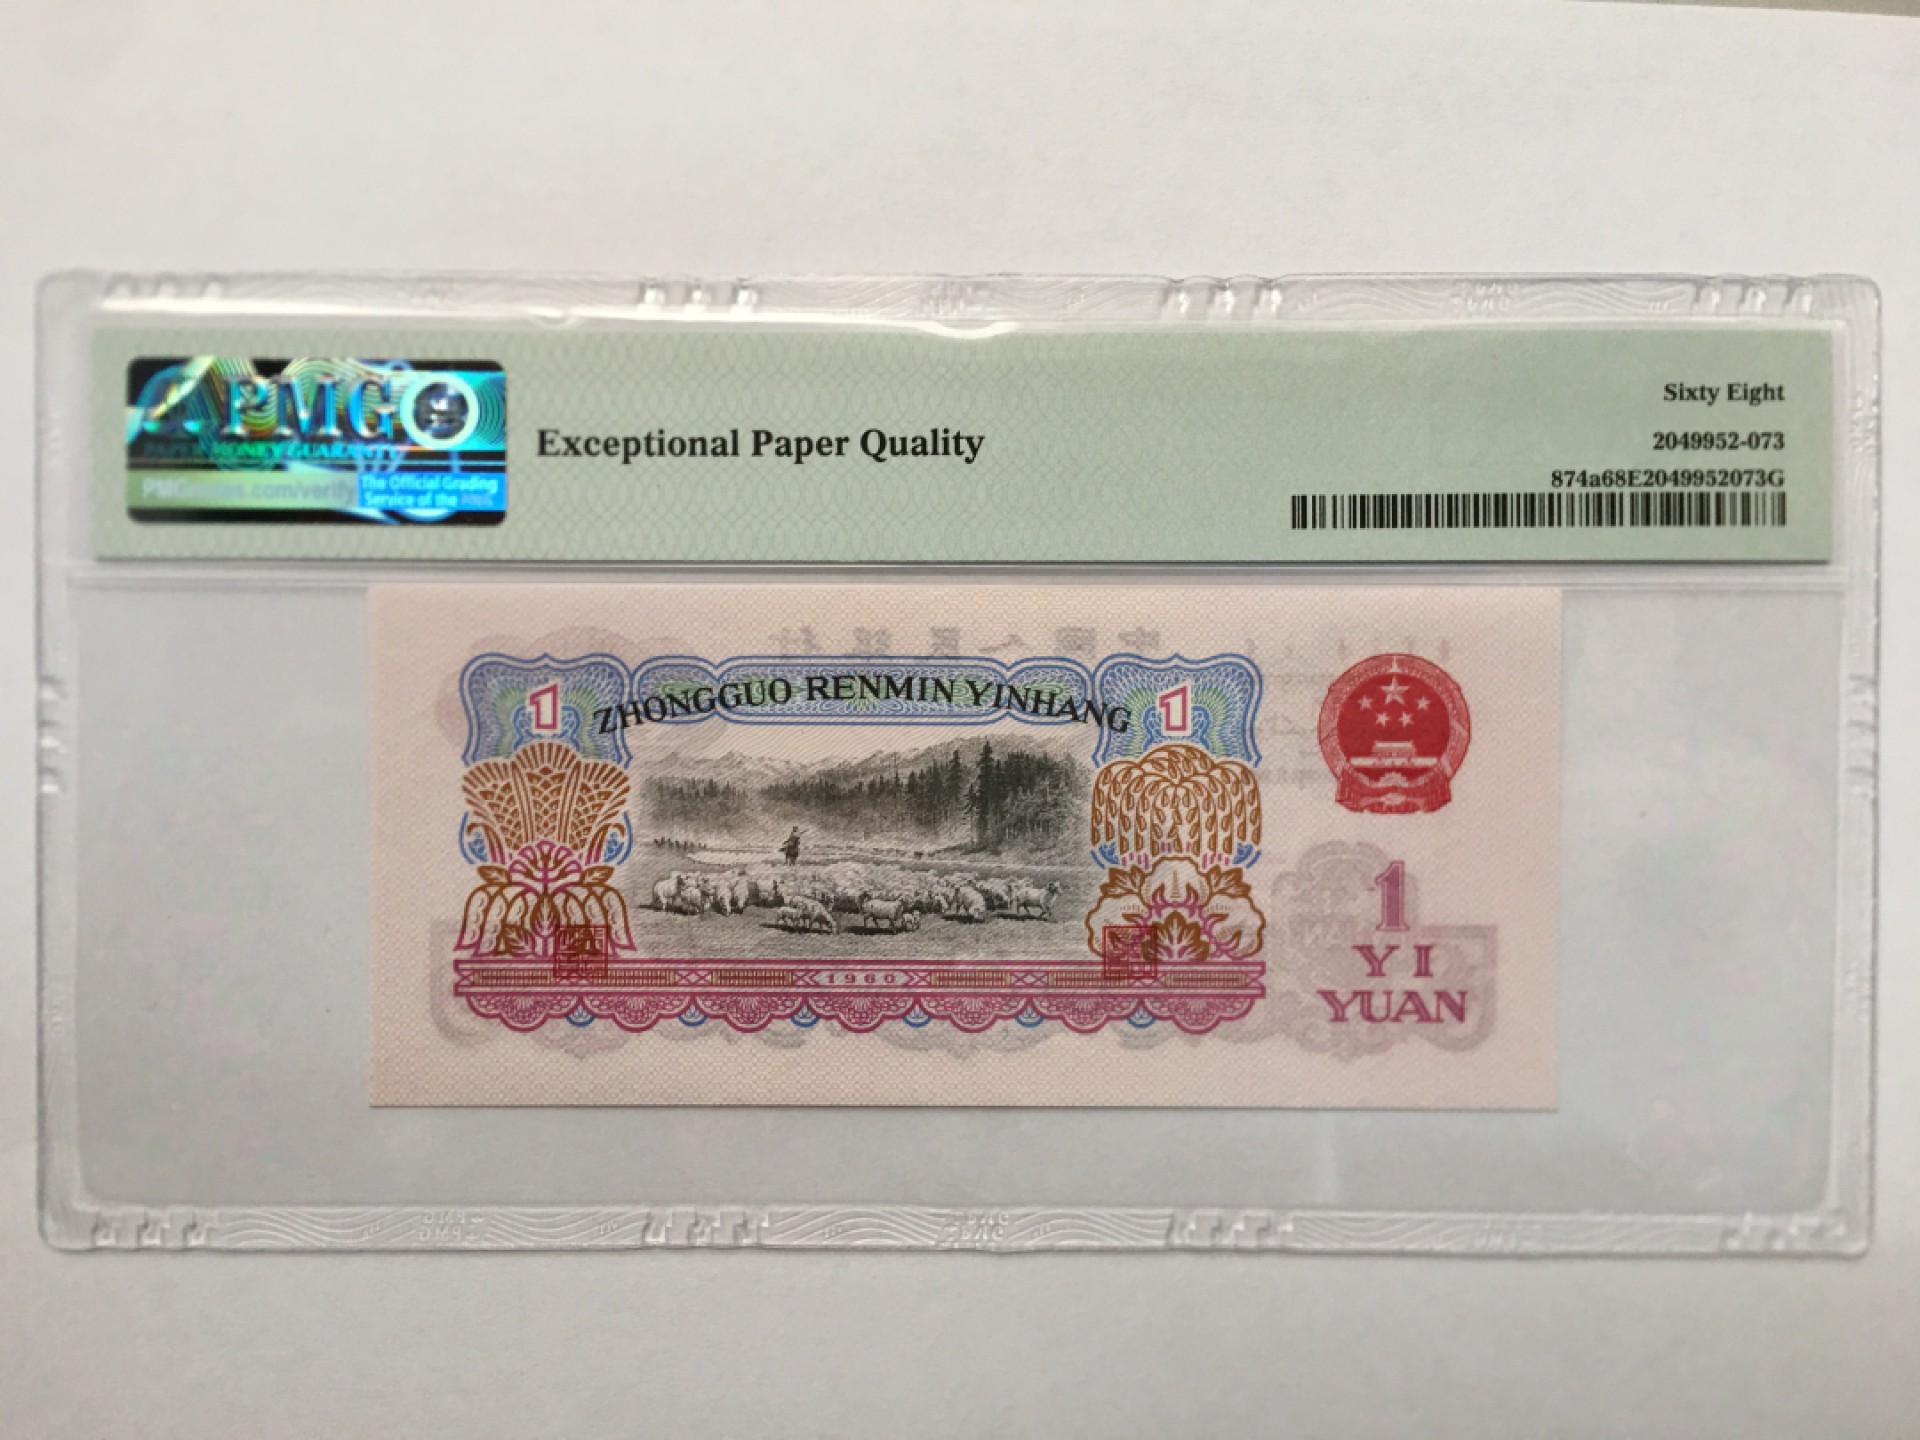 PMG
PAPER MONEY GUARANTY
PMGnotes.com/verify
The Official Grading
Service of the PNG
Exceptional Paper Quality
Sixty Eight
2049952-073
874a68E2049952073G
1
ZHONGGUO RENMIN YINHANG
1
1960
1
YI
YUAN